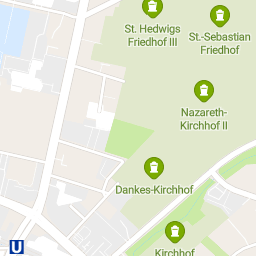 St. Hedwigs
Friedhof III
St.-Sebastian
Friedhof
Nazareth-
Kirchhof II
Dankes-Kirchhof
U
Kirchhof